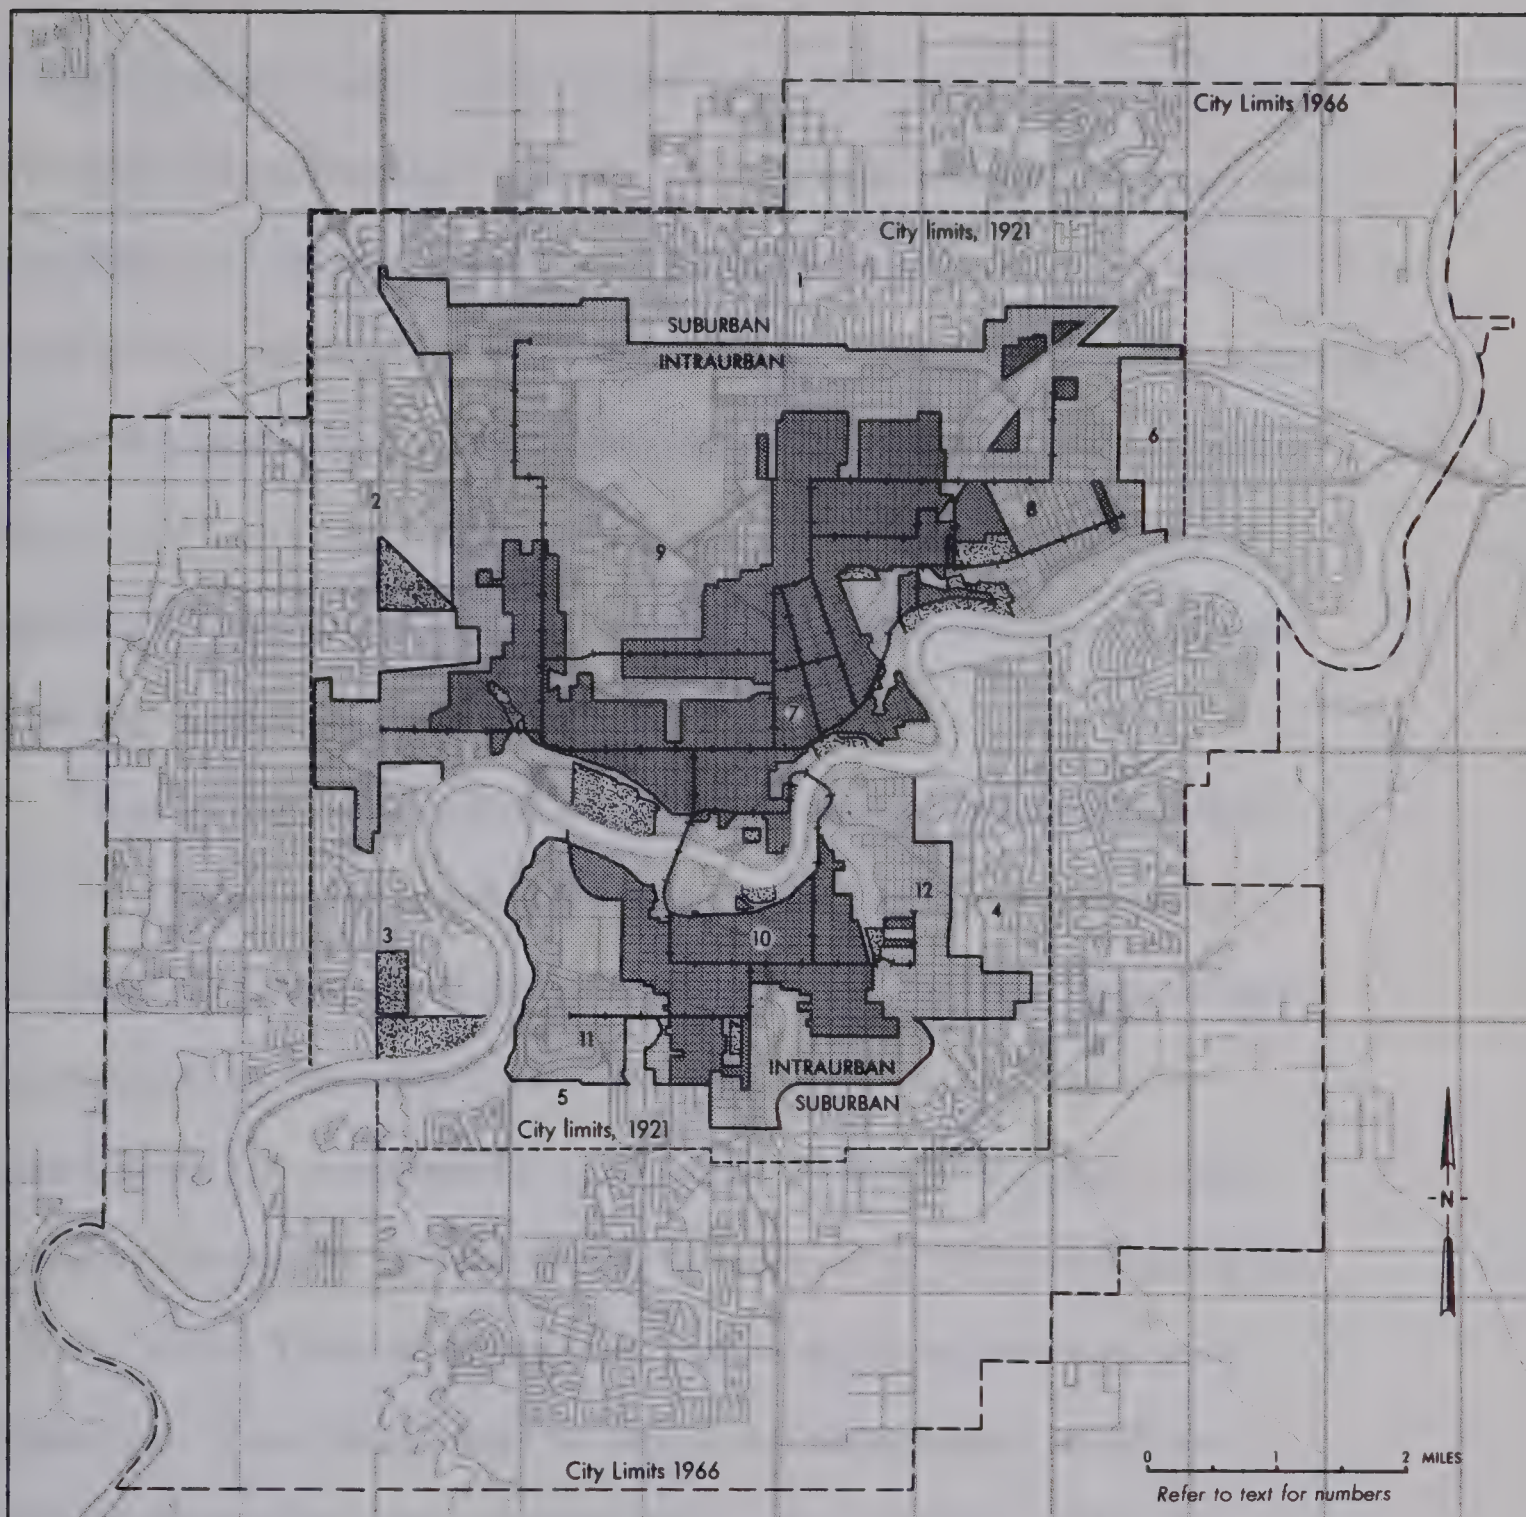 City Limits 1966
City limits, 1921
1
SUBURBAN
INTRAURBAN
6
2
8
9
7
12
4
3
10
11
INTRAURBAN
5
SUBURBAN
City limits, 1921
-N-
City Limits 1966
0 1 2 MILES
Refer to text for numbers